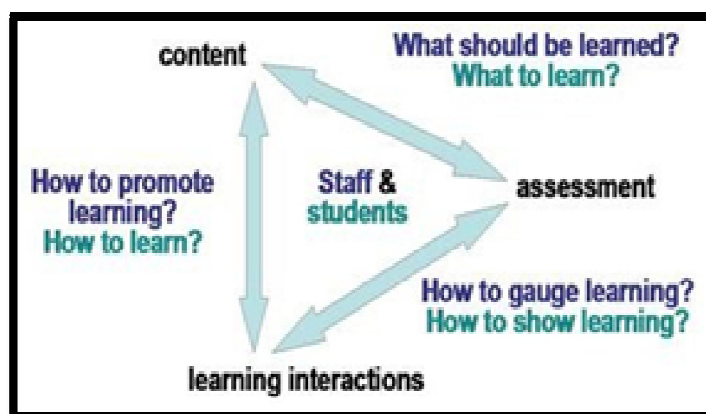 content
What should be learned?
What to learn?
How to promote
learning?
How to learn?
Staff &
students
assessment
How to gauge learning?
How to show learning?
learning interactions